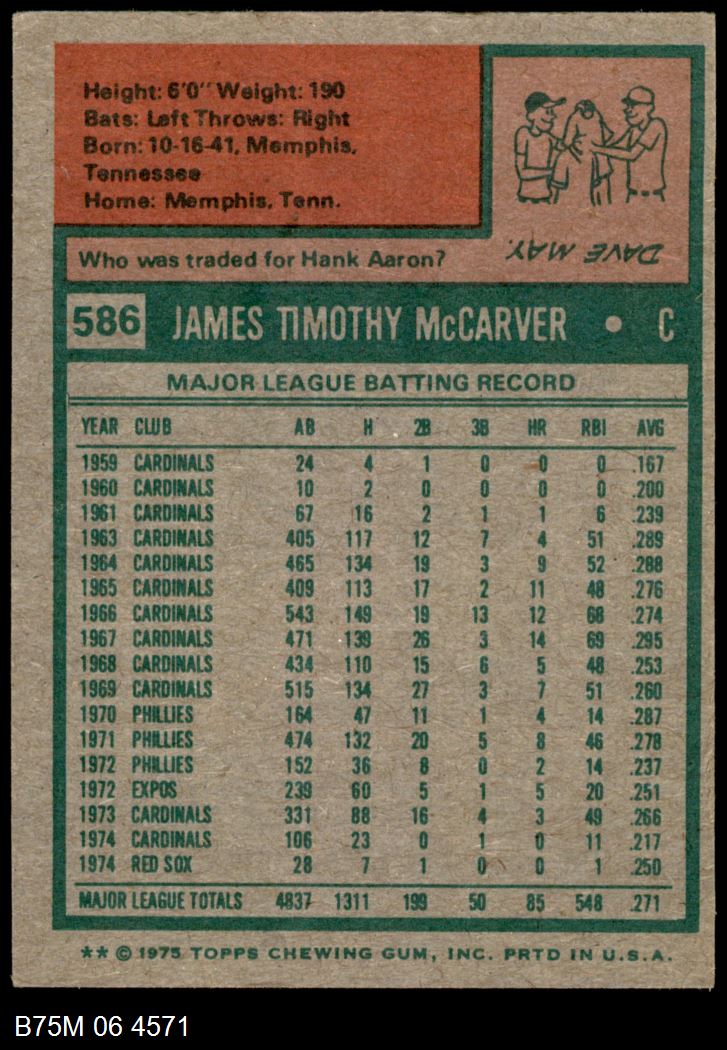 Height: 6'0" Weight: 190
Bats: Left Throws: Right
Born: 10-16-41, Memphis,
Tennessee
Home: Memphis, Tenn.
Who was traded for Hank Aaron?
DAVE MAY.
586 JAMES TIMOTHY McCARVER • C
MAJOR LEAGUE BATTING RECORD
YEAR CLUB AB H 2B 3B HR RBI AVG
1959 CARDINALS 24 4 1 0 0 0 .167
1960 CARDINALS 10 2 0 0 0 0 .200
1961 CARDINALS 67 16 2 1 1 6 .239
1963 CARDINALS 405 117 12 7 4 51 .289
1964 CARDINALS 465 134 19 3 9 52 .288
1965 CARDINALS 409 113 17 2 11 48 .276
1966 CARDINALS 543 149 19 13 12 68 .274
1967 CARDINALS 471 139 26 3 14 69 .295
1968 CARDINALS 434 110 15 6 5 48 .253
1969 CARDINALS 515 134 27 3 7 51 .260
1970 PHILLIES 164 47 11 1 4 14 .287
1971 PHILLIES 474 132 20 5 8 46 .278
1972 PHILLIES 152 36 8 0 2 14 .237
1972 EXPOS 239 60 5 1 5 20 .251
1973 CARDINALS 331 88 16 4 3 49 .266
1974 CARDINALS 106 23 0 1 0 11 .217
1974 RED SOX 28 7 1 0 0 1 .250
MAJOR LEAGUE TOTALS 4837 1311 199 50 85 548 .271
** © 1975 TOPPS CHEWING GUM, INC. PRTD IN U.S.A.
B75M 06 4571